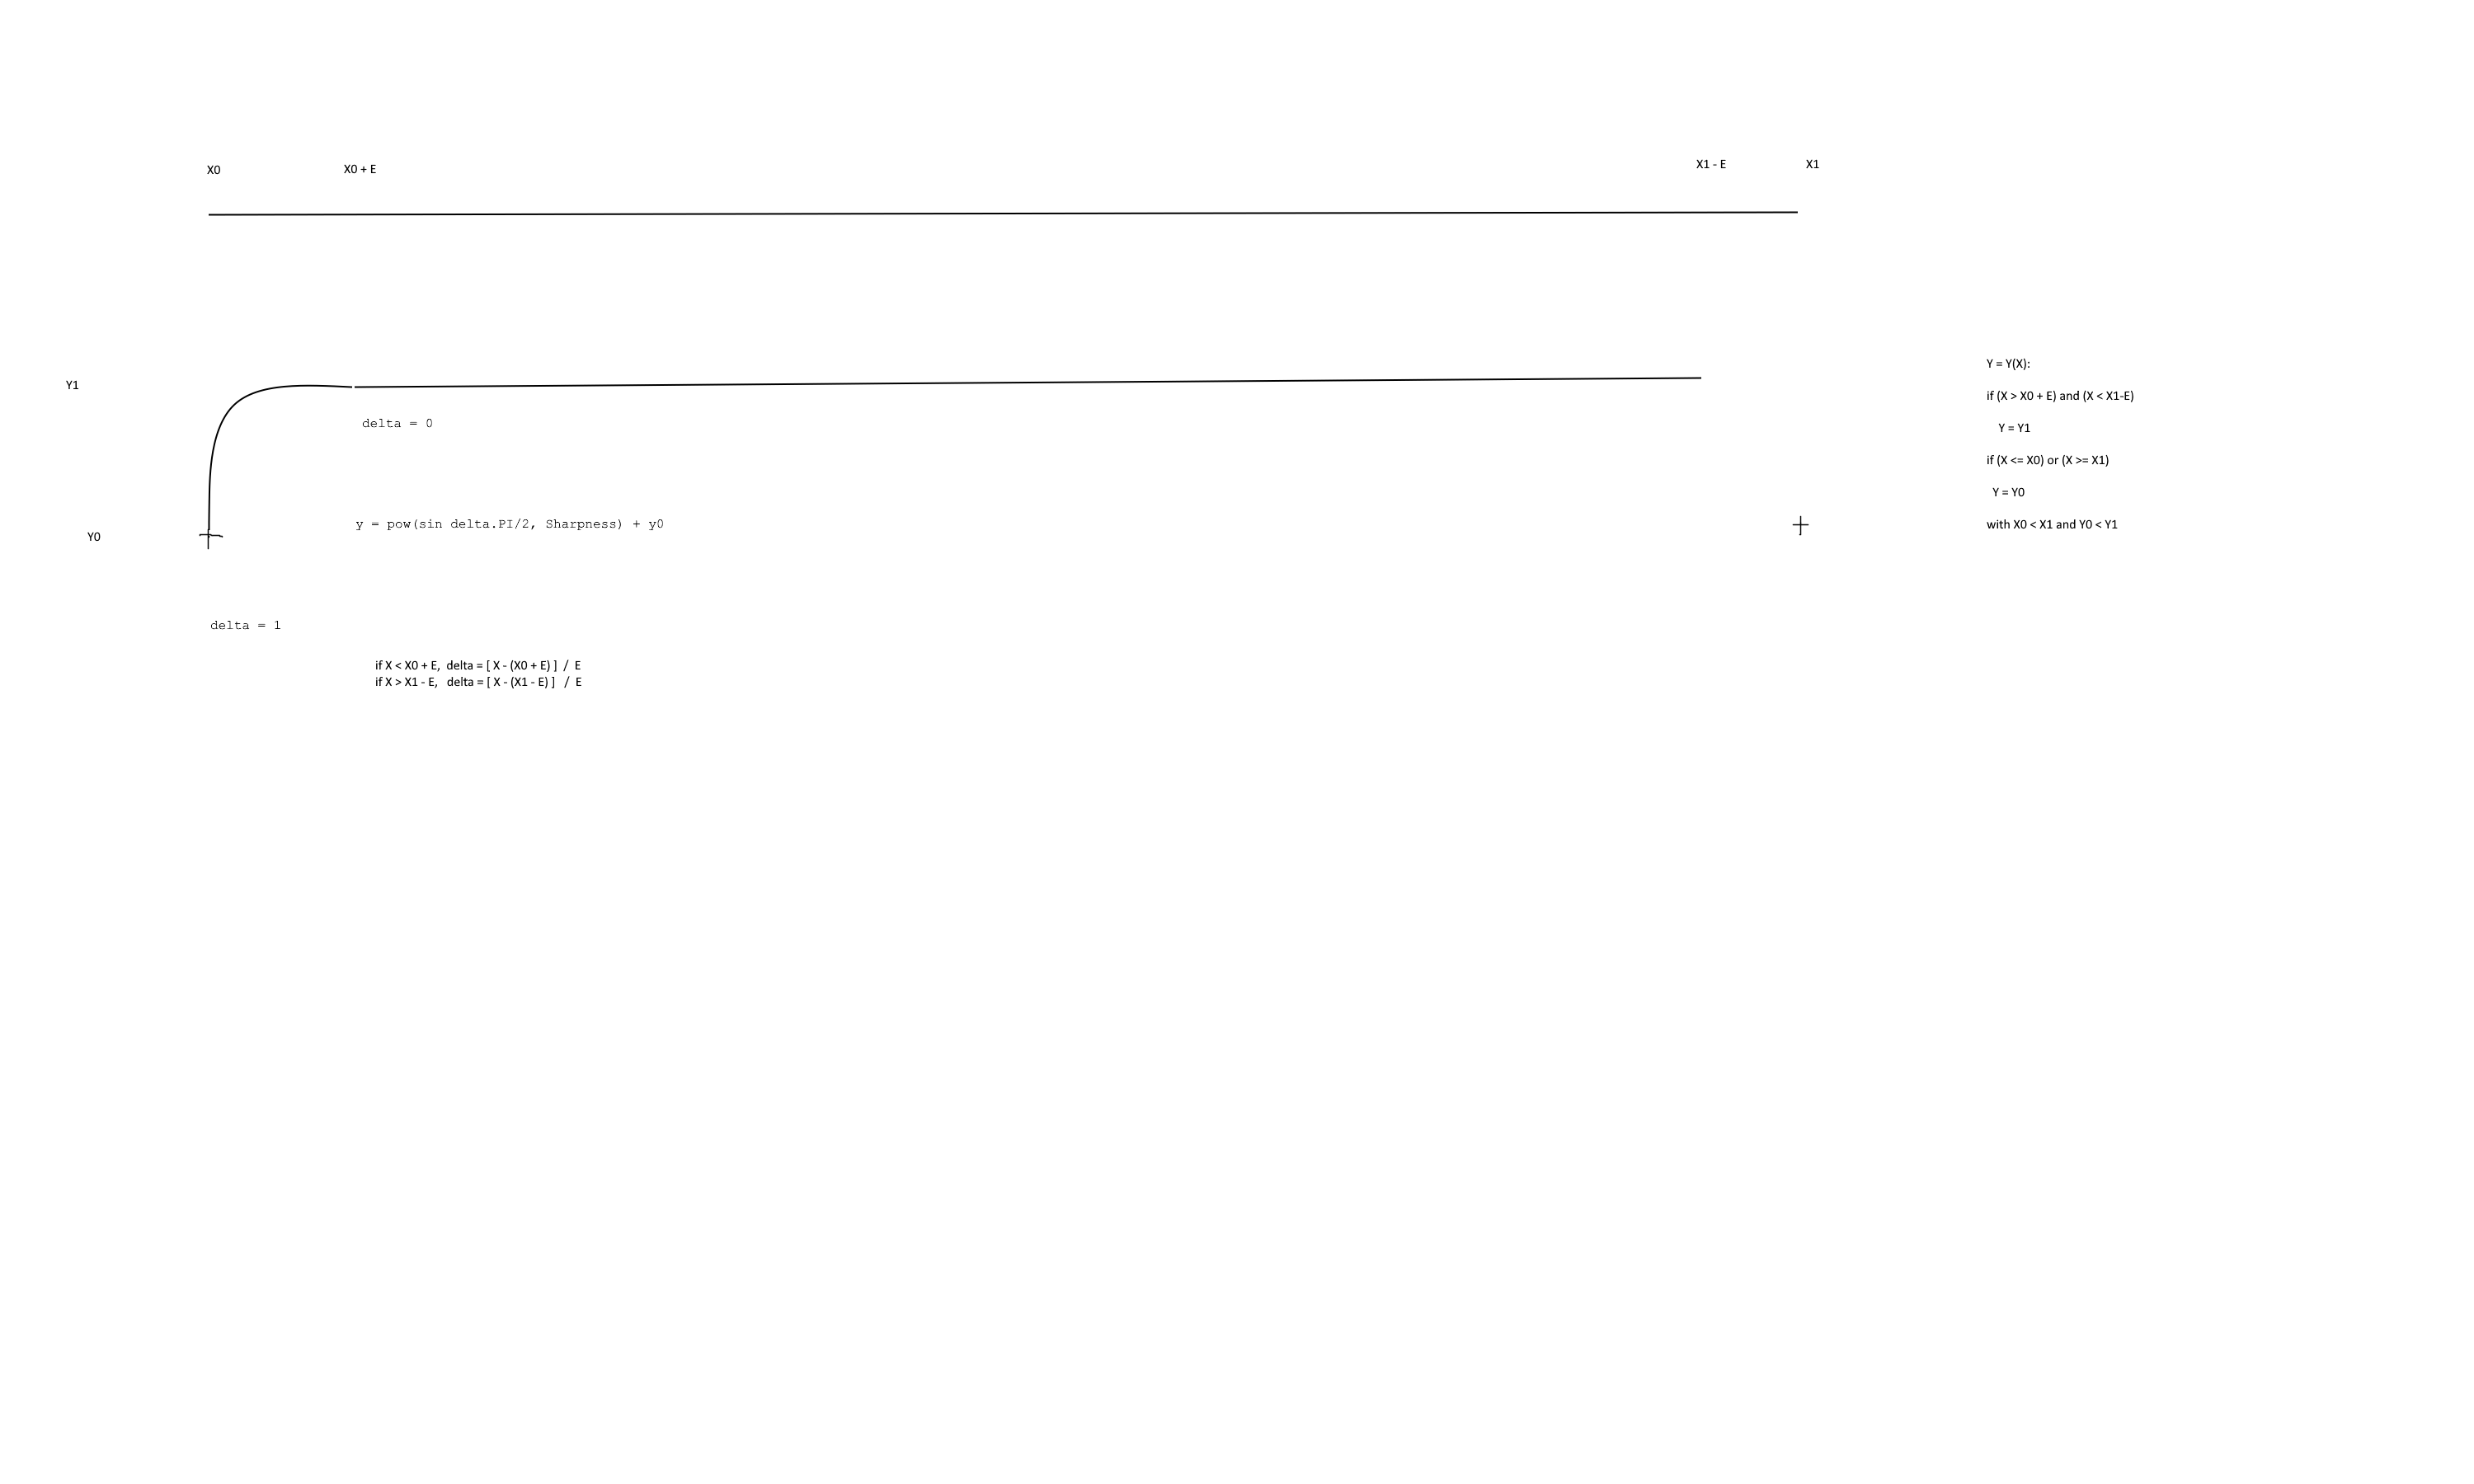 X0 X0 + E X1 - E X1
Y = Y(X):
Y1
if (X > X0 + E) and (X < X1-E)
delta = 0
Y = Y1
if (X <= X0) or (X >= X1)
Y = Y0
y = pow(sin delta.PI/2, Sharpness) + y0
with X0 < X1 and Y0 < Y1
Y0
delta = 1
if X < X0 + E, delta = [ X - (X0 + E) ] / E
if X > X1 - E, delta = [ X - (X1 - E) ] / E